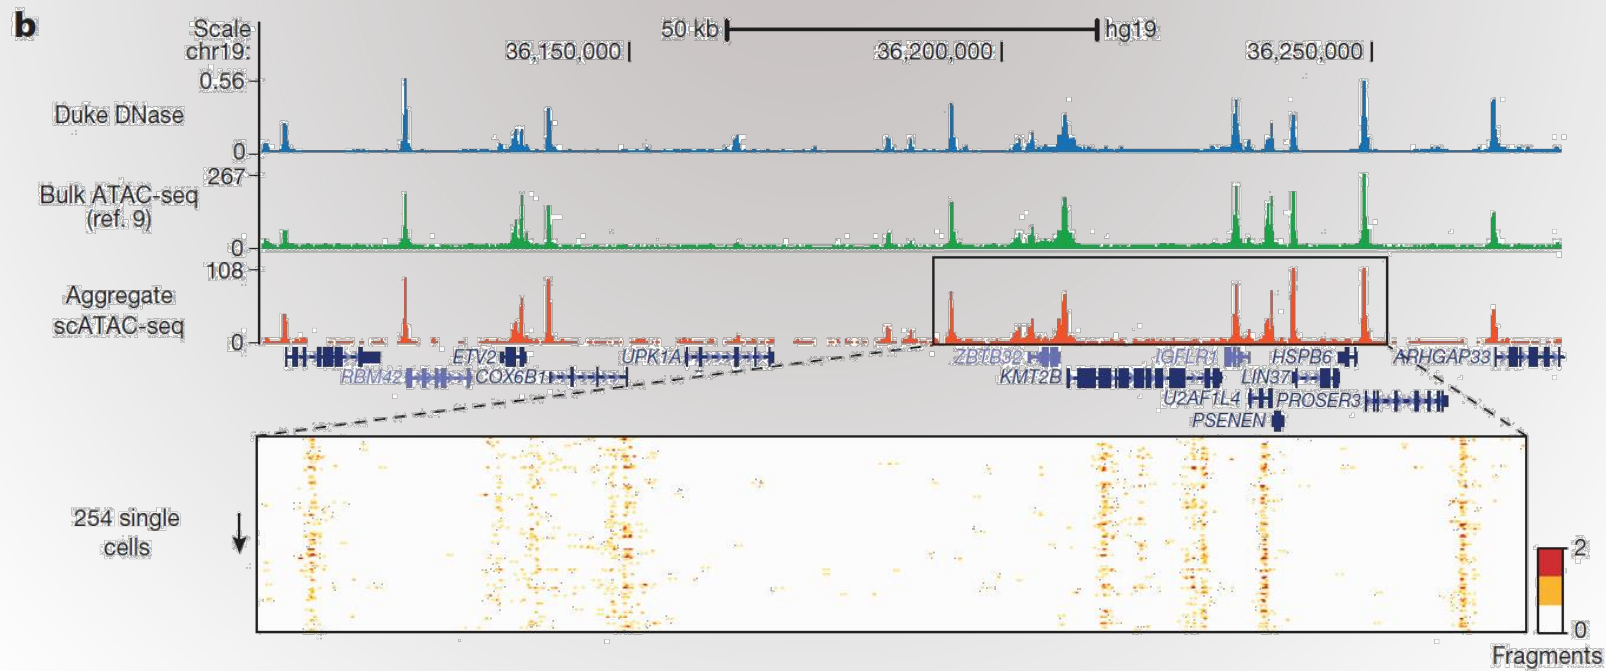 b
Scale 50 kb hg19
chr19: 36,150,000 36,200,000 36,250,000
0.56
Duke DNase
0
267
Bulk ATAC-seq
(ref. 9)
0
108
Aggregate
scATAC-seq
0
ETV2 UPK1A ZBTB32 IGFLR1 HSPB6 ARHGAP33
RBM42 COX6B1 KMT2B LIN37
U2AF1L4 PROSER3
PSENEN
254 single
cells
2
0
Fragments